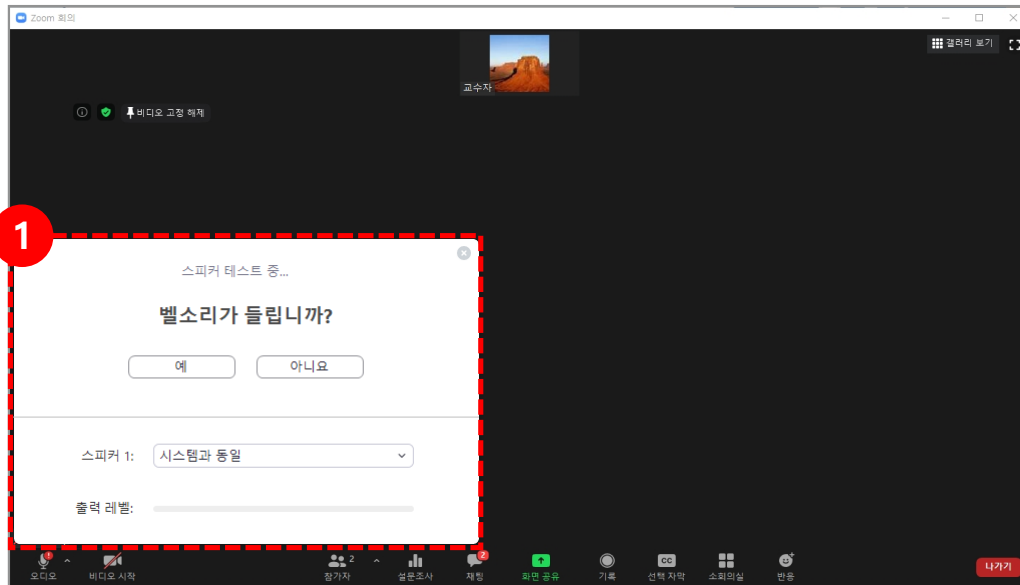 Zoom 회의
갤러리 보기
교수자
비디오 고정 해제
1
스피커 테스트 중...
벨소리가 들립니까?
예
아니요
스피커 1: 시스템과 동일
출력 레벨:
오디오 비디오 시작 참가자 2 설문조사 채팅 2 화면 공유 기록 CC 선택 자막 소회의실 반응 나가기